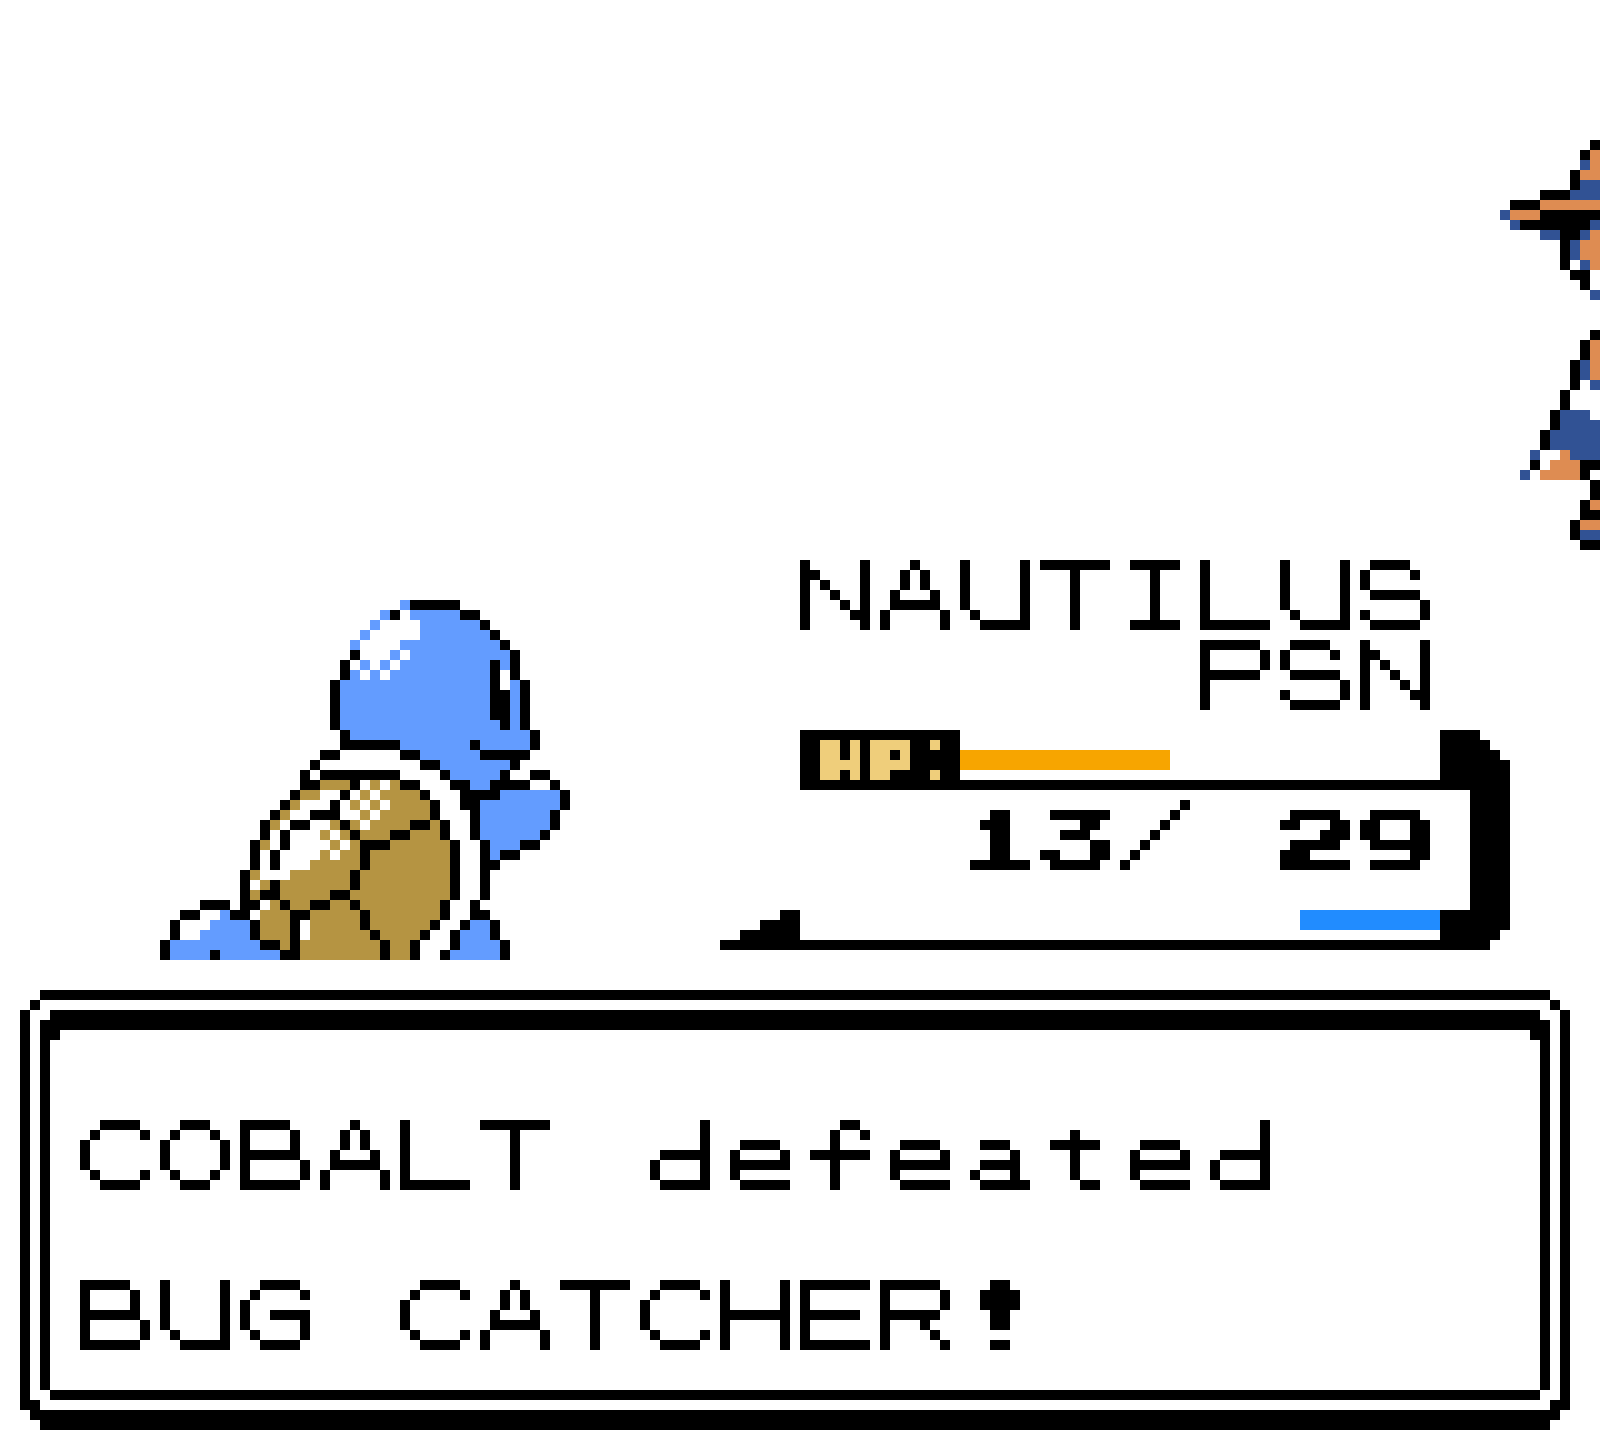 NAUTILUS
PSN
HP:
13/ 29
COBALT defeated
BUG CATCHER!